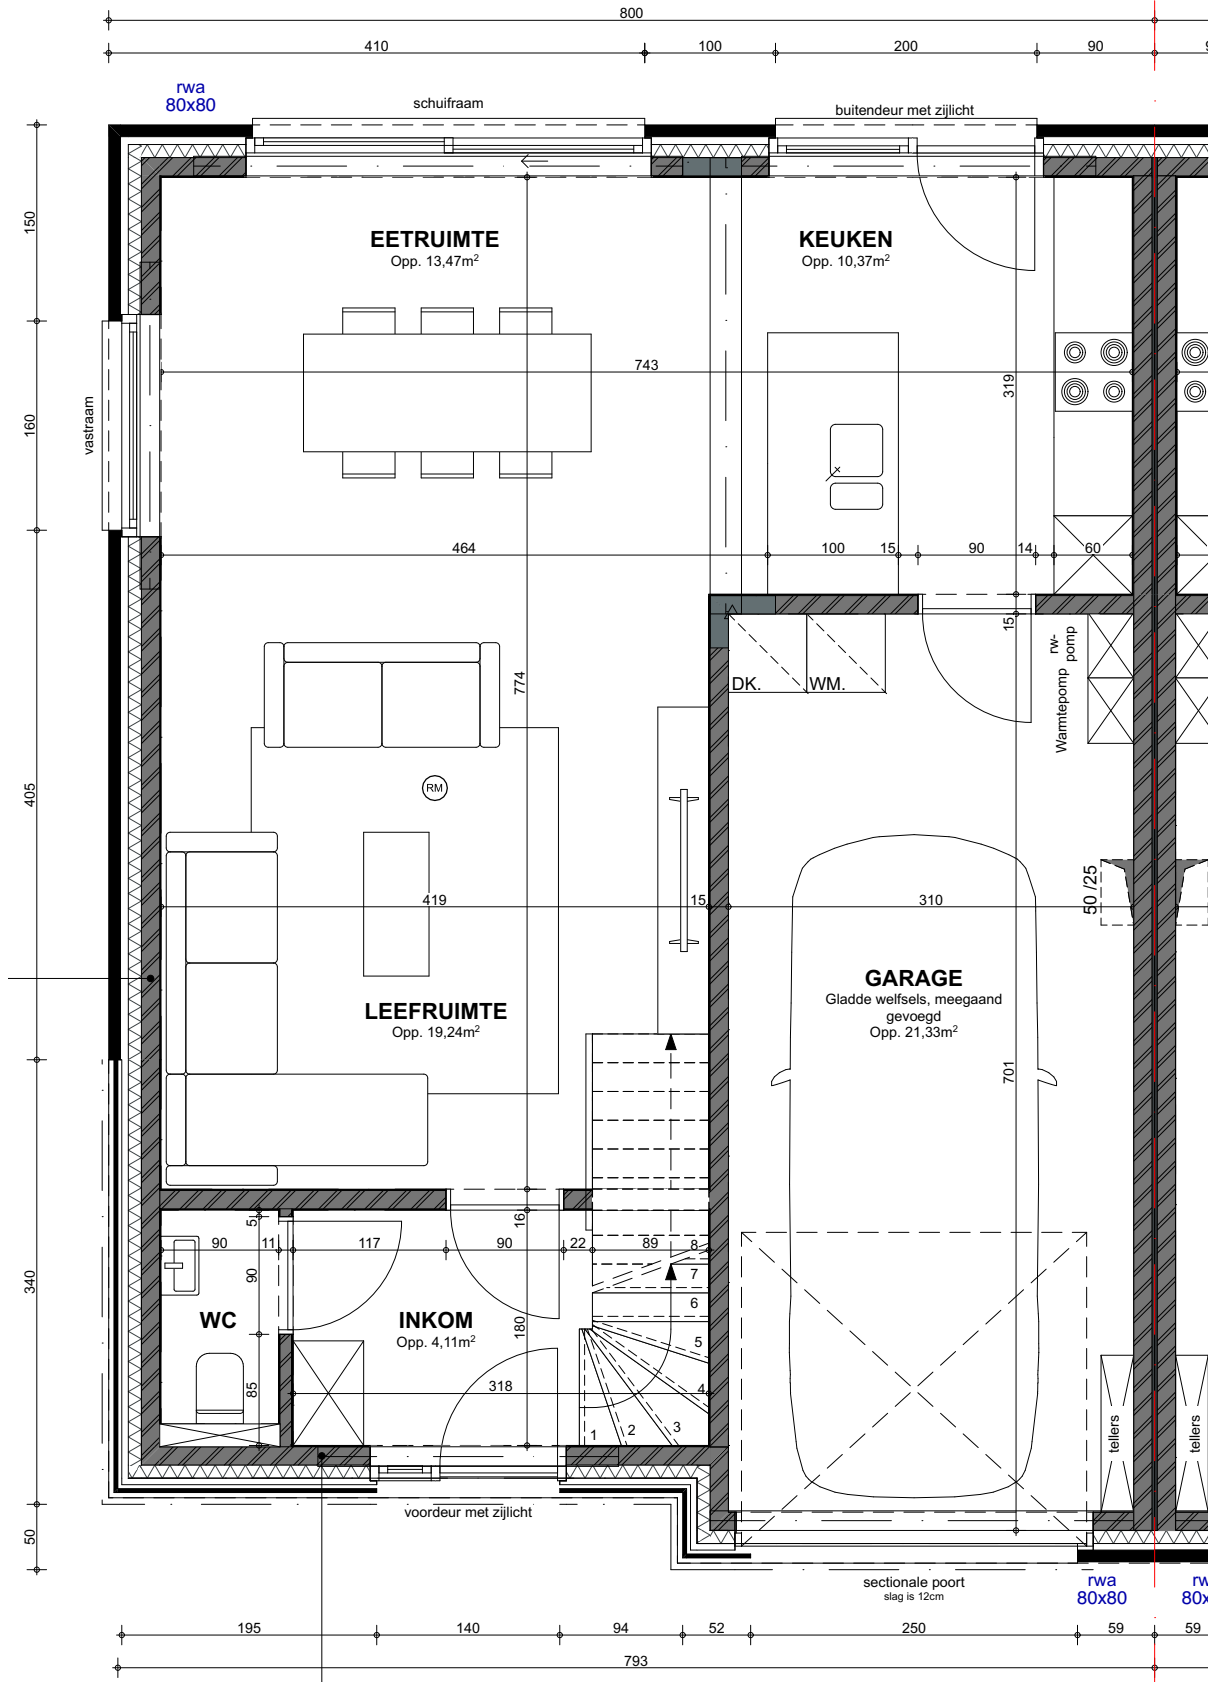 800
410 100 200 90
rwa
80x80
schuifraam
buitendeur met zijlicht
150
EETRUIMTE
Opp. 13,47m²
KEUKEN
Opp. 10,37m²
743
319
vastraam
160
464 100 15 90 14 60
15
rw-
pomp
Warmtepomp
DK. WM.
774
RM
405
419 15 310
50 /25
GARAGE
Gladde welfsels, meegaand
gevoegd
Opp. 21,33m²
LEEFRUIMTE
Opp. 19,24m²
701
16
5
90 11 117 90 22 89
8
7
6
5
4
3
2
1
90
340
WC
INKOM
Opp. 4,11m²
180
85
318
tellers
tellers
voordeur met zijlicht
50
sectionale poort
slag is 12cm
rwa
80x80
195 140 94 52 250 59 59
793